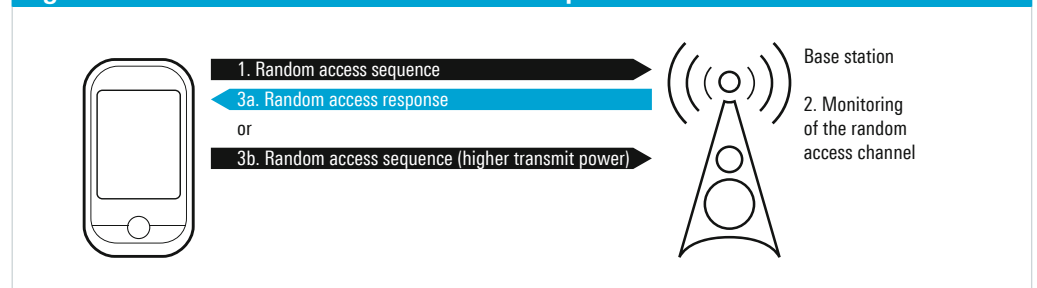 1. Random access sequence
3a. Random access response
or
3b. Random access sequence (higher transmit power)
Base station
2. Monitoring
of the random
access channel